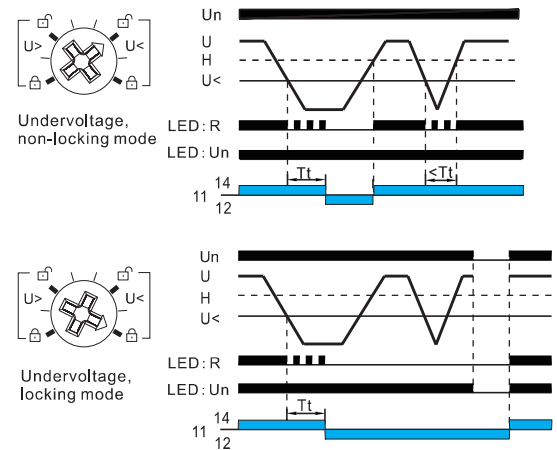 U> U<
Undervoltage,
non-locking mode
Un
U
H
U<
LED: R
LED: Un
Tt <Tt
11 14
12
U> U<
Undervoltage,
locking mode
Un
U
H
U<
LED: R
LED: Un
Tt
11 14
12